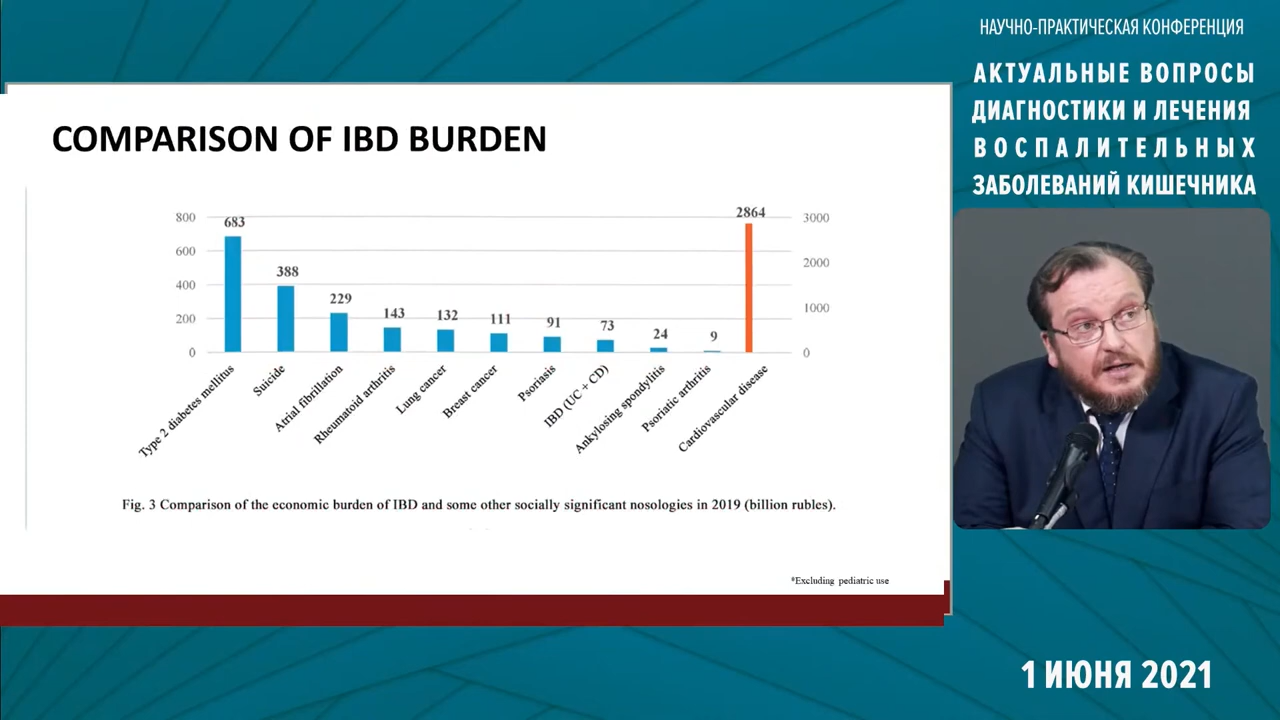 НАУЧНО-ПРАКТИЧЕСКАЯ КОНФЕРЕНЦИЯ
АКТУАЛЬНЫЕ ВОПРОСЫ
ДИАГНОСТИКИ И ЛЕЧЕНИЯ
ВОСПАЛИТЕЛЬНЫХ
ЗАБОЛЕВАНИЙ КИШЕЧНИКА
COMPARISON OF IBD BURDEN
800
600
400
200
0
683
388
229
143
132
111
91
73
24
9
2864
3000
2000
1000
0
Type 2 diabetes mellitus
Suicide
Atrial fibrillation
Rheumatoid arthritis
Lung cancer
Breast cancer
Psoriasis
IBD (UC + CD)
Ankylosing spondylitis
Psoriatic arthritis
Cardiovascular disease
Fig. 3 Comparison of the economic burden of IBD and some other socially significant nosologies in 2019 (billion rubles).
*Excluding pediatric use
1 ИЮНЯ 2021